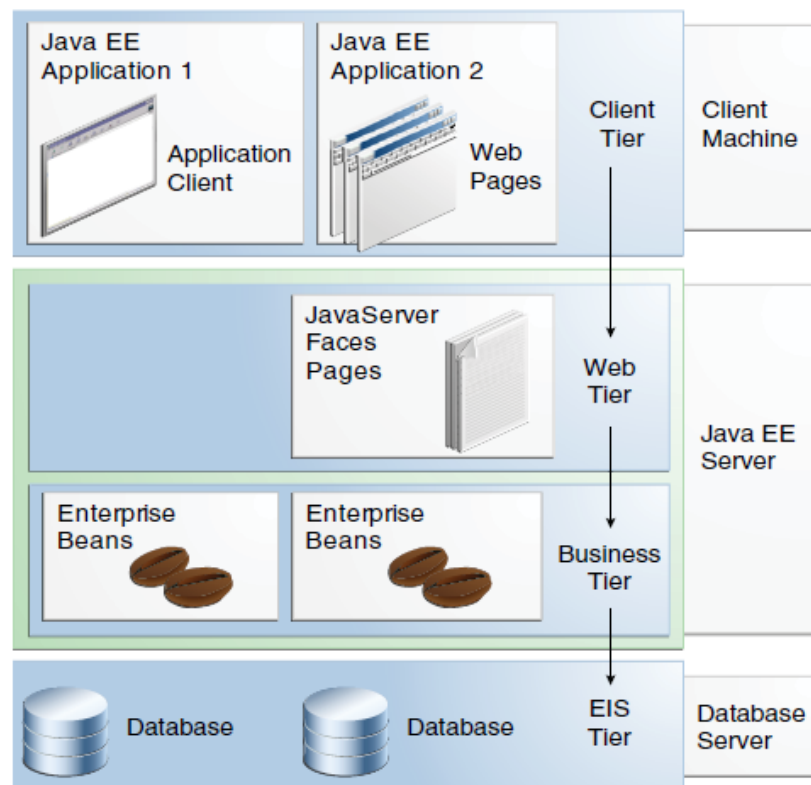 Java EE
Application 1
Application
Client
Java EE
Application 2
Web
Pages
Client
Tier
Client
Machine
JavaServer
Faces
Pages
Web
Tier
Java EE
Server
Enterprise
Beans
Enterprise
Beans
Business
Tier
Database
Database
EIS
Tier
Database
Server